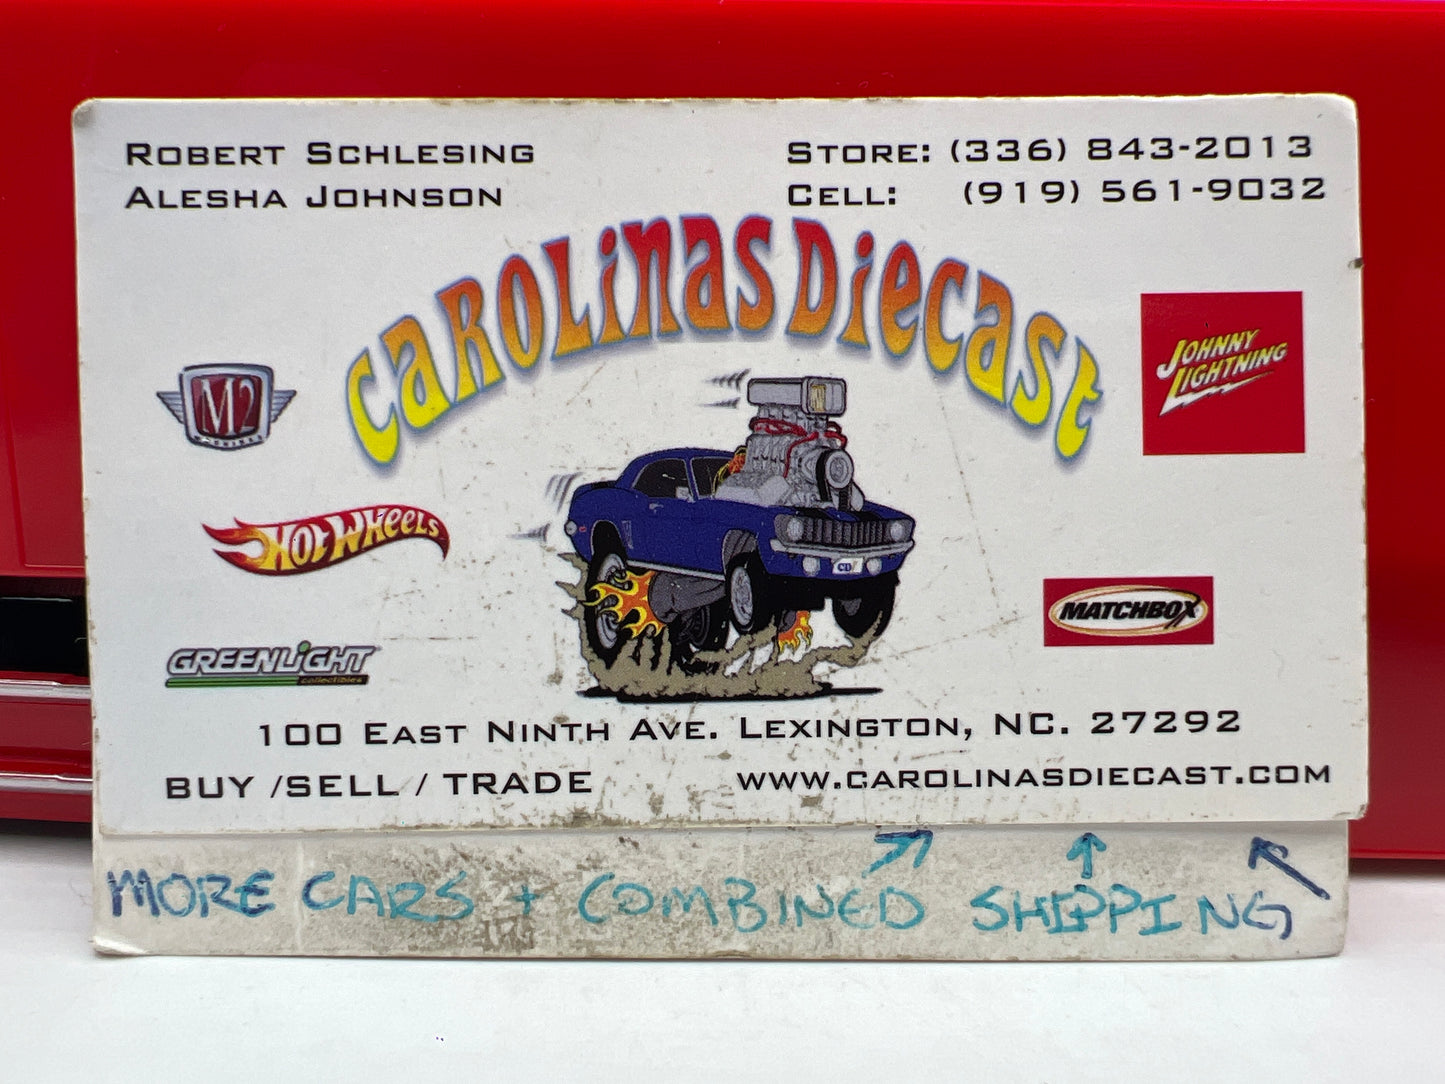 ROBERT SCHLESING
ALESHA JOHNSON
STORE: (336) 843-2013
CELL: (919) 561-9032
CAROLINAS DIECAST
M2
MACHINES
JOHNNY
LIGHTNING
HOT WHEELS
CD
MATCHBOX
GREENLIGHT
collectibles
100 EAST NINTH AVE. LEXINGTON, NC. 27292
BUY /SELL / TRADE
WWW.CAROLINASDIECAST.COM
MORE CARS + COMBINED SHIPPING